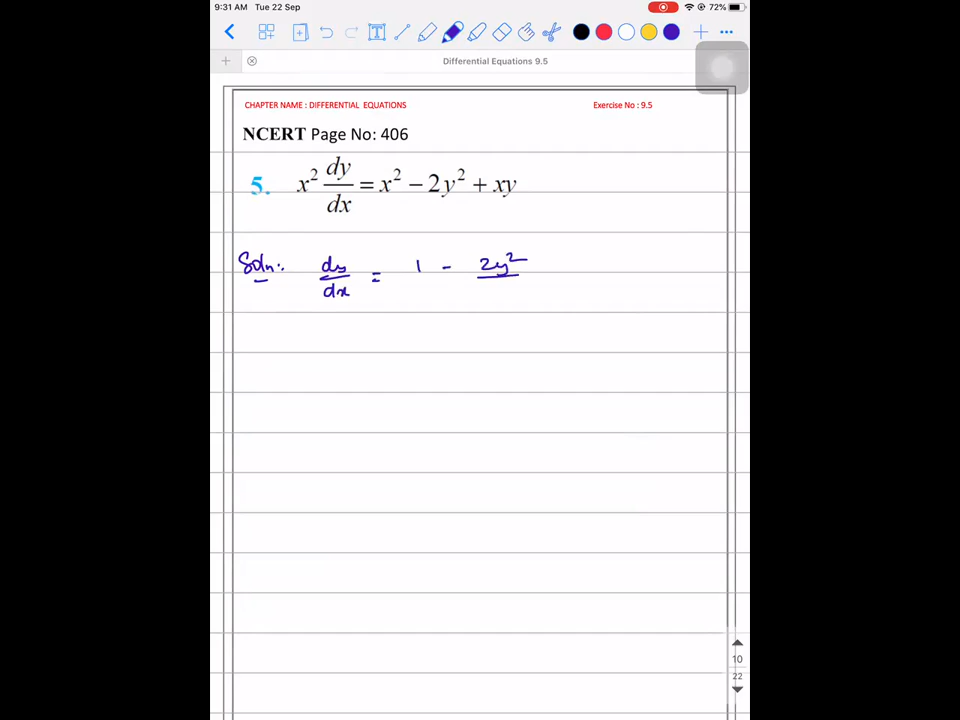 9:31 AM Tue 22 Sep 72%
Differential Equations 9.5
CHAPTER NAME : DIFFERENTIAL EQUATIONS Exercise No : 9.5
NCERT Page No: 406
5. x² dy/dx = x² − 2y² + xy
Soln: dy/dx = 1 - 2y²
10
22